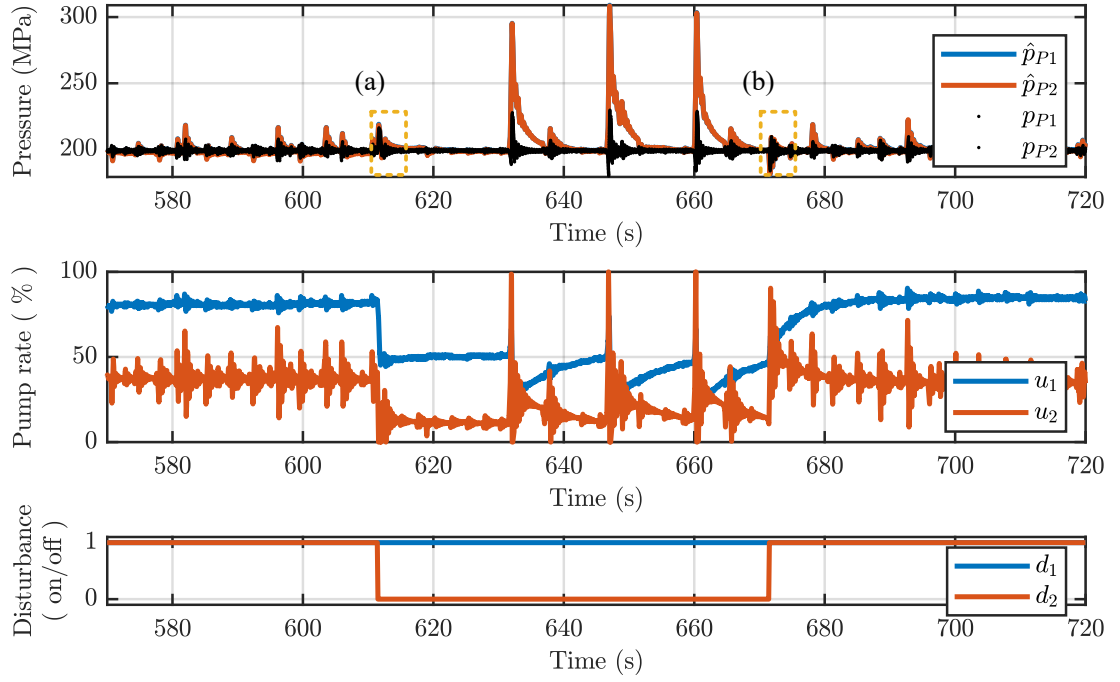 Pressure (MPa)
300
250
200
(a)
(b)
p̂P1
p̂P2
pP1
pP2
580 600 620 640 660 680 700 720
Time (s)
Pump rate ( % )
100
50
0
u1
u2
580 600 620 640 660 680 700 720
Time (s)
Disturbance
( on/off )
1
0
d1
d2
580 600 620 640 660 680 700 720
Time (s)